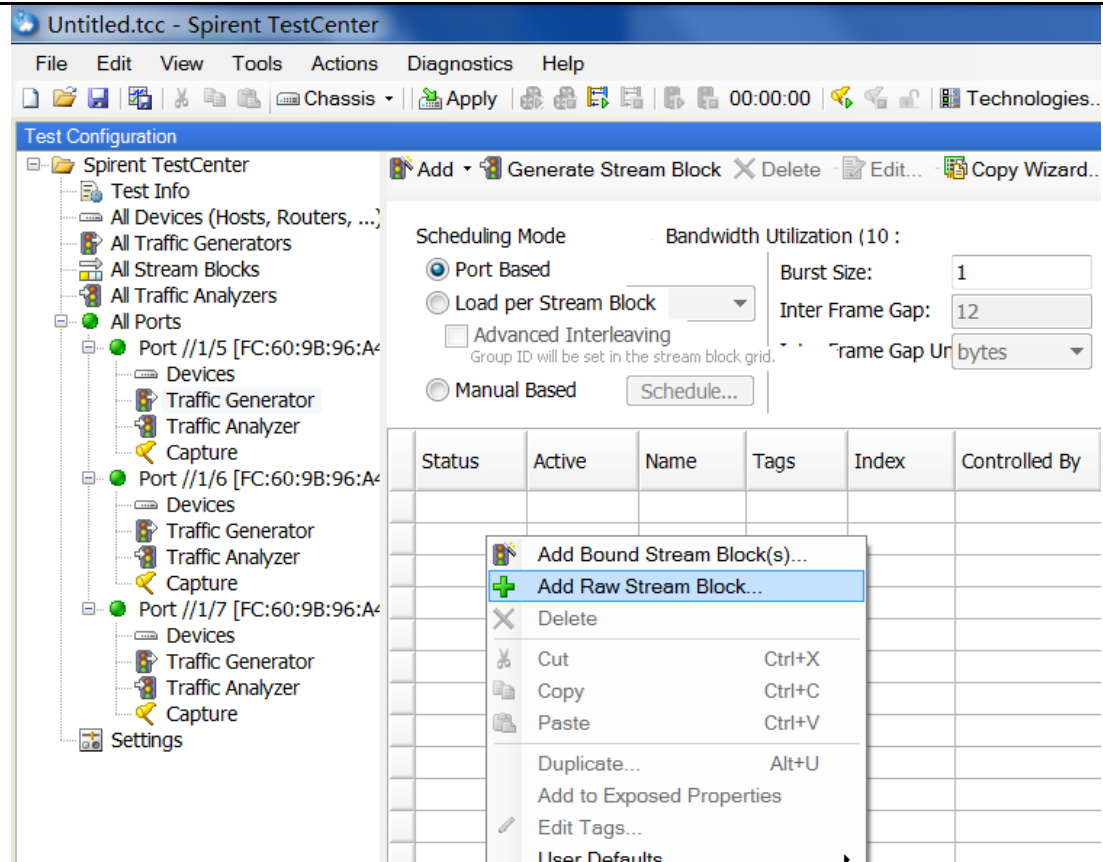 Untitled.tcc - Spirent TestCenter
File Edit View Tools Actions Diagnostics Help
Chassis Apply 00:00:00 Technologies..
Test Configuration
Spirent TestCenter
Test Info
All Devices (Hosts, Routers, ...)
All Traffic Generators
All Stream Blocks
All Traffic Analyzers
All Ports
Port //1/5 [FC:60:9B:96:A4
Devices
Traffic Generator
Traffic Analyzer
Capture
Port //1/6 [FC:60:9B:96:A4
Devices
Traffic Generator
Traffic Analyzer
Capture
Port //1/7 [FC:60:9B:96:A4
Devices
Traffic Generator
Traffic Analyzer
Capture
Settings
Add Generate Stream Block Delete Edit... Copy Wizard..
Scheduling Mode Bandwidth Utilization (10 :
Port Based Burst Size: 1
Load per Stream Block Inter Frame Gap: 12
Advanced Interleaving
Group ID will be set in the stream block grid.
Frame Gap Un bytes
Manual Based Schedule...
Status Active Name Tags Index Controlled By
Add Bound Stream Block(s)...
Add Raw Stream Block...
Delete
Cut Ctrl+X
Copy Ctrl+C
Paste Ctrl+V
Duplicate... Alt+U
Add to Exposed Properties
Edit Tags...
User Defaults